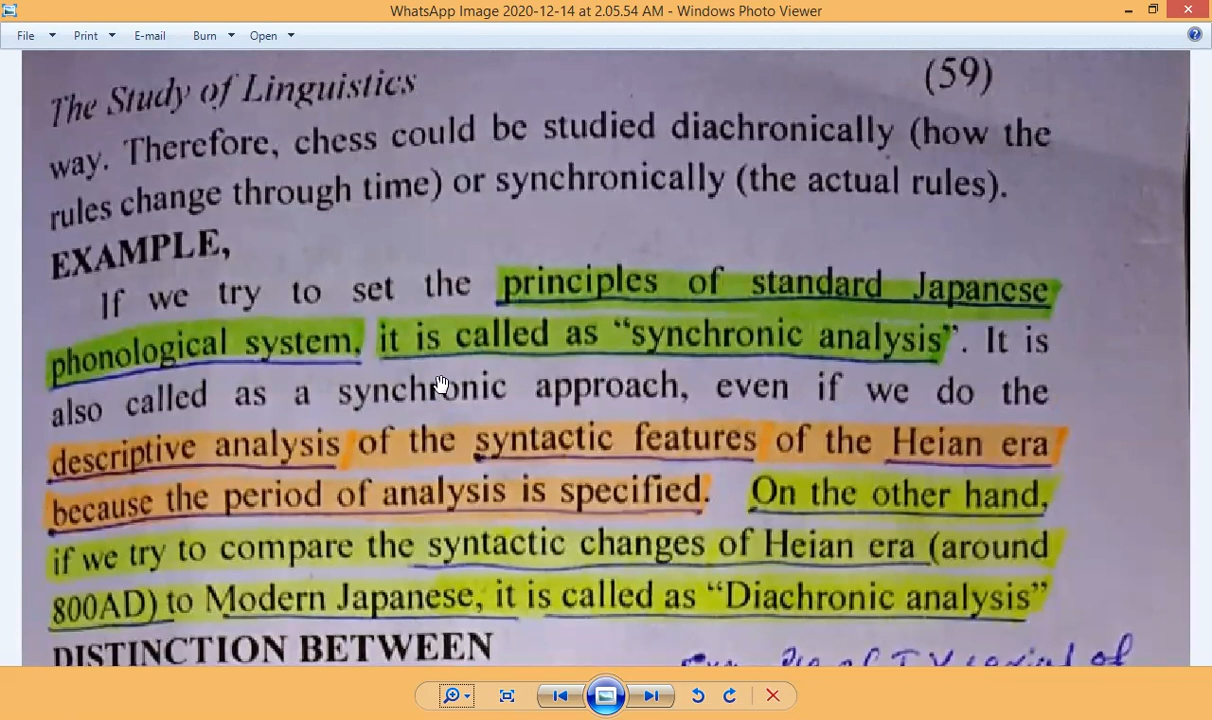 WhatsApp Image 2020-12-14 at 2.05.54 AM - Windows Photo Viewer
File Print E-mail Burn Open
The Study of Linguistics (59)
way. Therefore, chess could be studied diachronically (how the
rules change through time) or synchronically (the actual rules).
EXAMPLE,
If we try to set the principles of standard Japanese
phonological system, it is called as “synchronic analysis”. It is
also called as a synchronic approach, even if we do the
descriptive analysis of the syntactic features of the Heian era
because the period of analysis is specified. On the other hand,
if we try to compare the syntactic changes of Heian era (around
800AD) to Modern Japanese, it is called as “Diachronic analysis”
DISTINCTION BETWEEN